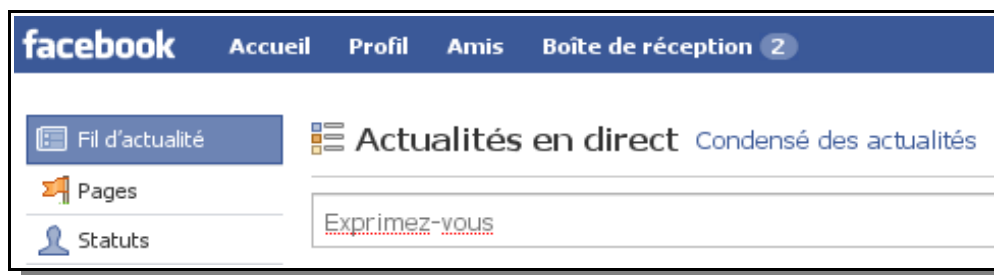 facebook Accueil Profil Amis Boîte de réception 2
Fil d'actualité
Actualités en direct Condensé des actualités
Pages
Exprimez-vous
Statuts